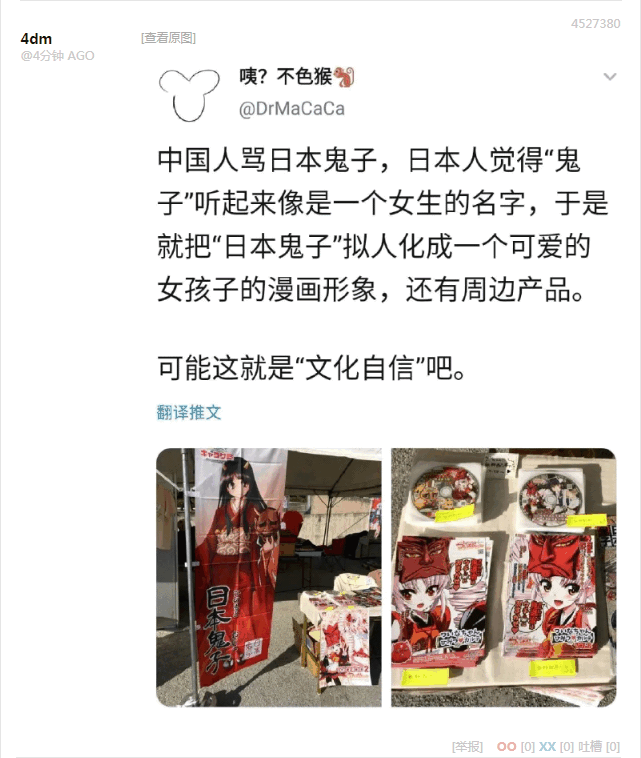 4527380
4dm
[查看原图]
@4分钟 AGO
咦？不色猴🐒
@DrMaCaCa
中国人骂日本鬼子，日本人觉得“鬼
子”听起来像是一个女生的名字，于是
就把“日本鬼子”拟人化成一个可爱的
女孩子的漫画形象，还有周边产品。
可能这就是“文化自信”吧。
翻译推文
日本鬼子
[举报] OO [0] XX [0] 吐槽 [0]